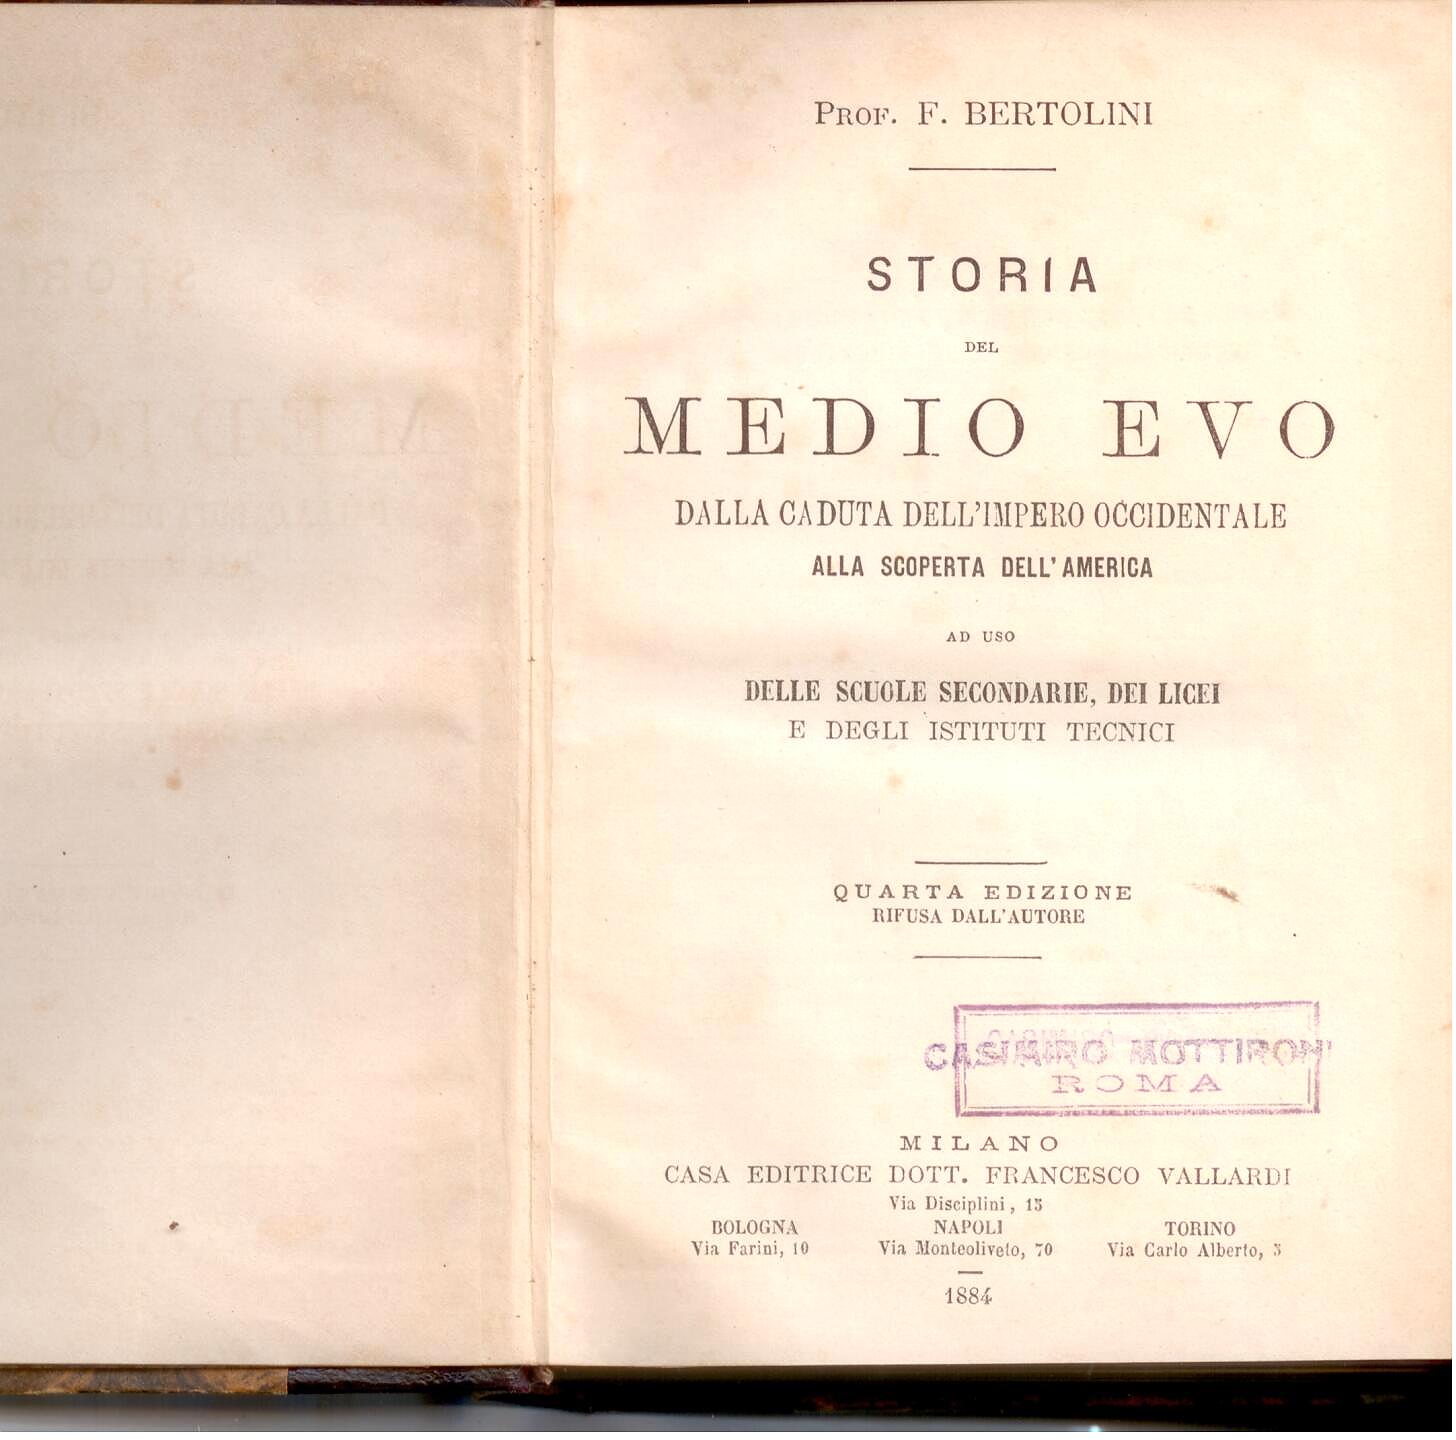 PROF. F. BERTOLINI
STORIA
DEL
MEDIO EVO
DALLA CADUTA DELL'IMPERO OCCIDENTALE
ALLA SCOPERTA DELL'AMERICA
AD USO
DELLE SCUOLE SECONDARIE, DEI LICEI
E DEGLI ISTITUTI TECNICI
QUARTA EDIZIONE
RIFUSA DALL'AUTORE
CASIMIRO MOTTIRONI
ROMA
MILANO
CASA EDITRICE DOTT. FRANCESCO VALLARDI
Via Disciplini, 15
BOLOGNA NAPOLI TORINO
Via Farini, 10 Via Monteoliveto, 70 Via Carlo Alberto, 5
1884